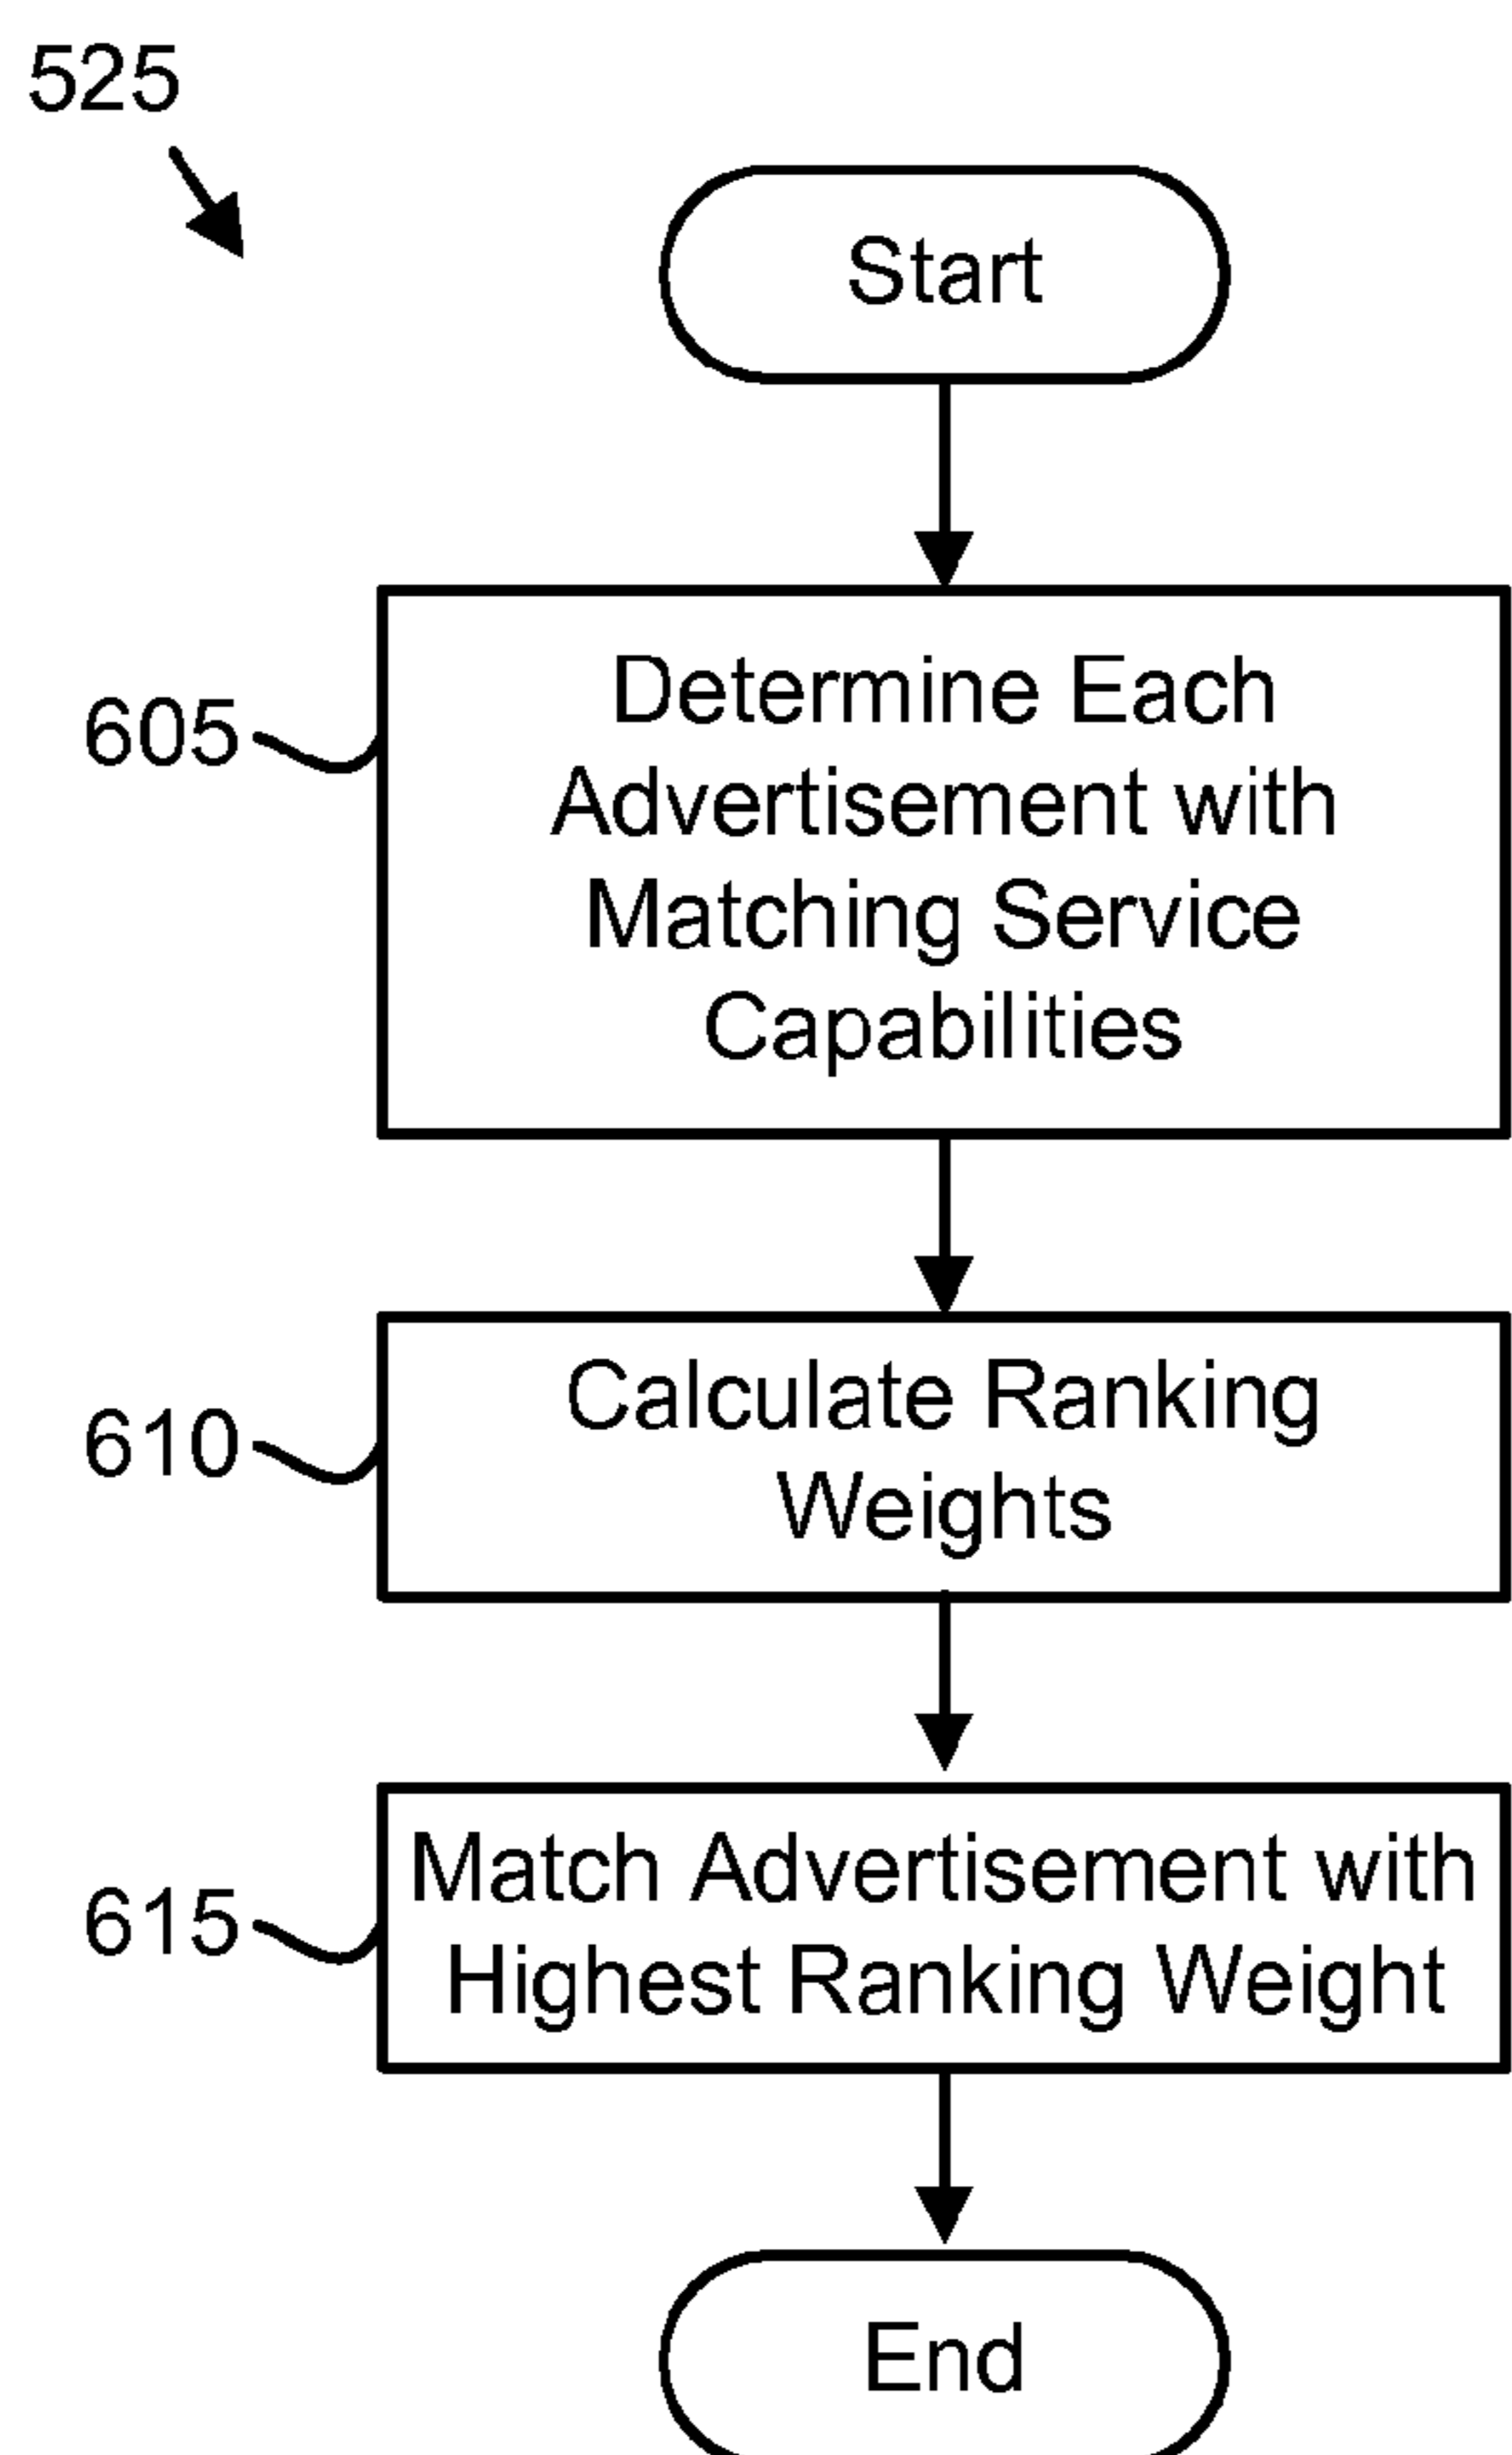 525
Start
605
Determine Each
Advertisement with
Matching Service
Capabilities
610
Calculate Ranking
Weights
615
Match Advertisement with
Highest Ranking Weight
End